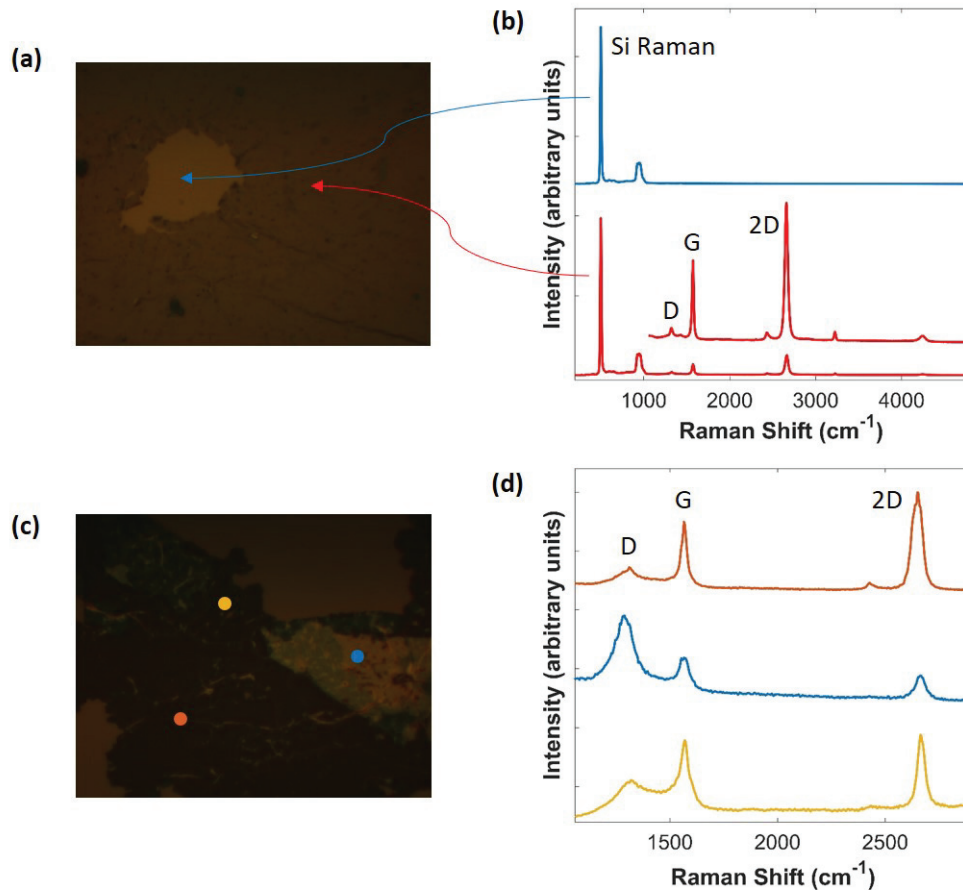 (a)
(b)
Si Raman
D
G
2D
Intensity (arbitrary units)
1000 2000 3000 4000
Raman Shift (cm⁻¹)
(c)
(d)
D
G
2D
Intensity (arbitrary units)
1500 2000 2500
Raman Shift (cm⁻¹)